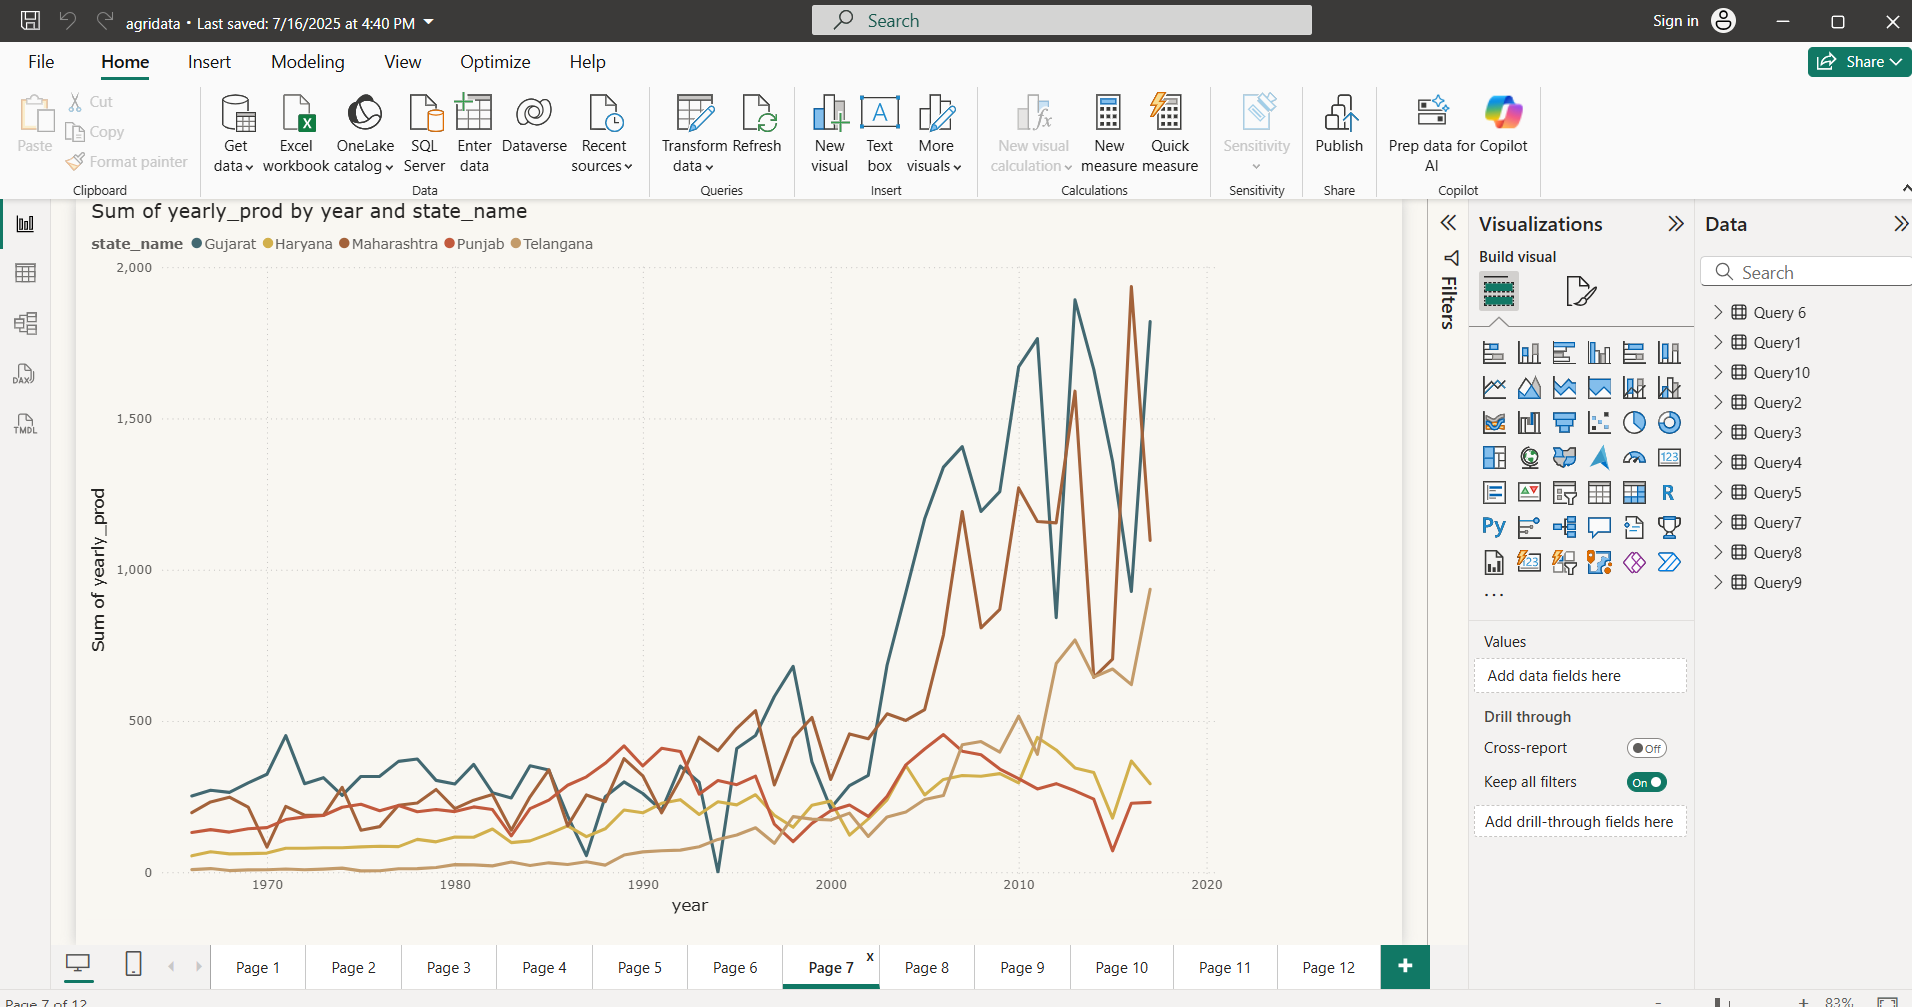 agridata • Last saved: 7/16/2025 at 4:40 PM
Search
Sign in
File Home Insert Modeling View Optimize Help
Share
Paste
Cut
Copy
Format painter
Clipboard
Get data
Excel workbook
OneLake catalog
SQL Server
Enter data
Dataverse
Recent sources
Data
Transform data
Refresh
Queries
New visual
A
Text box
More visuals
Insert
New visual calculation
New measure
Quick measure
Calculations
Sensitivity
Sensitivity
Publish
Share
Prep data for AI
Copilot
Copilot
DAX
TMDL
Sum of yearly_prod by year and state_name
state_name Gujarat Haryana Maharashtra Punjab Telangana
2,000
1,500
1,000
500
0
Sum of yearly_prod
1970 1980 1990 2000 2010 2020
year
Filters
Visualizations
Build visual
123
R
Py
123
...
Values
Add data fields here
Drill through
Cross-report Off
Keep all filters On
Add drill-through fields here
Data
Search
Query 6
Query1
Query10
Query2
Query3
Query4
Query5
Query7
Query8
Query9
Page 1 Page 2 Page 3 Page 4 Page 5 Page 6 Page 7 x Page 8 Page 9 Page 10 Page 11 Page 12 +
Page 7 of 12
- + 83%